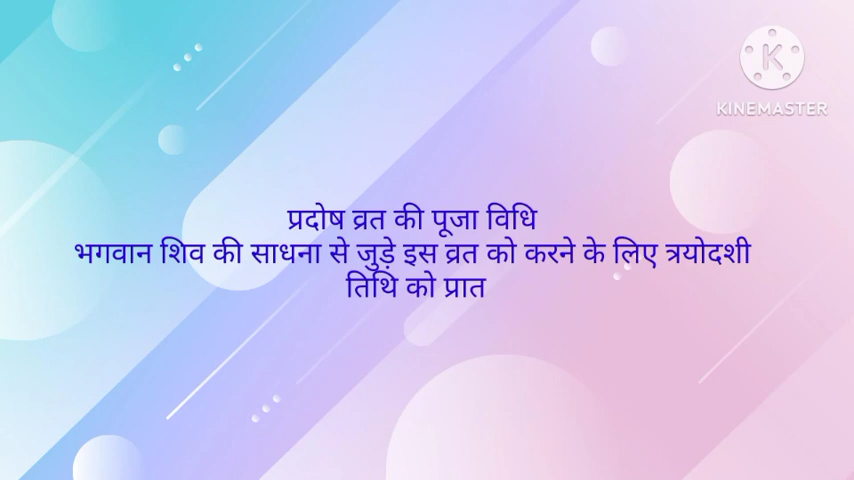 KINEMASTER
प्रदोष व्रत की पूजा विधि
भगवान शिव की साधना से जुड़े इस व्रत को करने के लिए त्रयोदशी
तिथि को प्रात